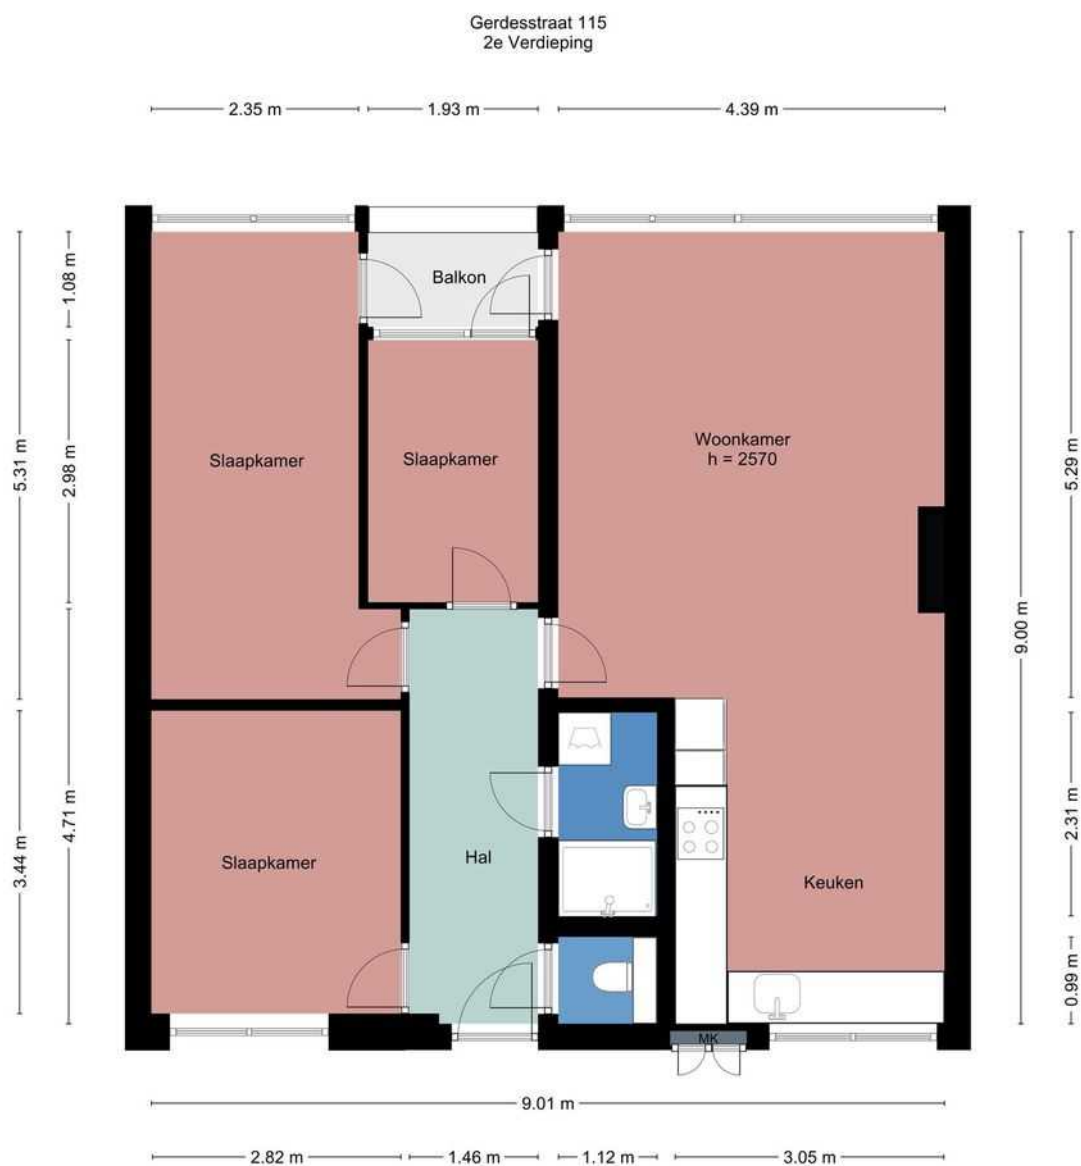 Gerdesstraat 115
2e Verdieping
2.35 m
1.93 m
4.39 m
Balkon
1.08 m
Slaapkamer
Slaapkamer
Woonkamer
h = 2570
5.31 m
2.98 m
5.29 m
9.00 m
Slaapkamer
Hal
Keuken
3.44 m
4.71 m
2.31 m
0.99 m
MK
9.01 m
2.82 m
1.46 m
1.12 m
3.05 m